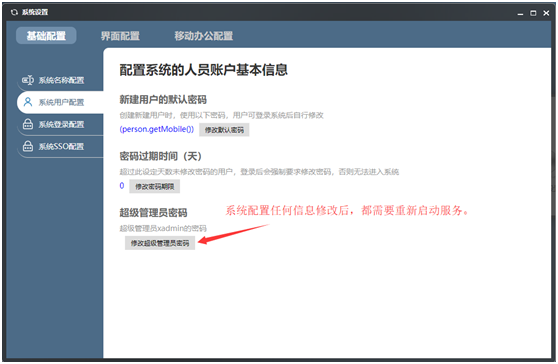 系统设置
基础配置 界面配置 移动办公配置
系统名称配置
系统用户配置
系统登录配置
系统SSO配置
配置系统的人员账户基本信息
新建用户的默认密码
创建新建用户时，使用以下密码，用户可登录系统后自行修改
(person.getMobile()) 修改默认密码
密码过期时间（天）
超过此设定天数未修改密码的用户，登录后会强制要求修改密码，否则无法进入系统
0 修改密码期限
超级管理员密码
系统配置任何信息修改后，都需要重新启动服务。
超级管理员xadmin的密码
修改超级管理员密码